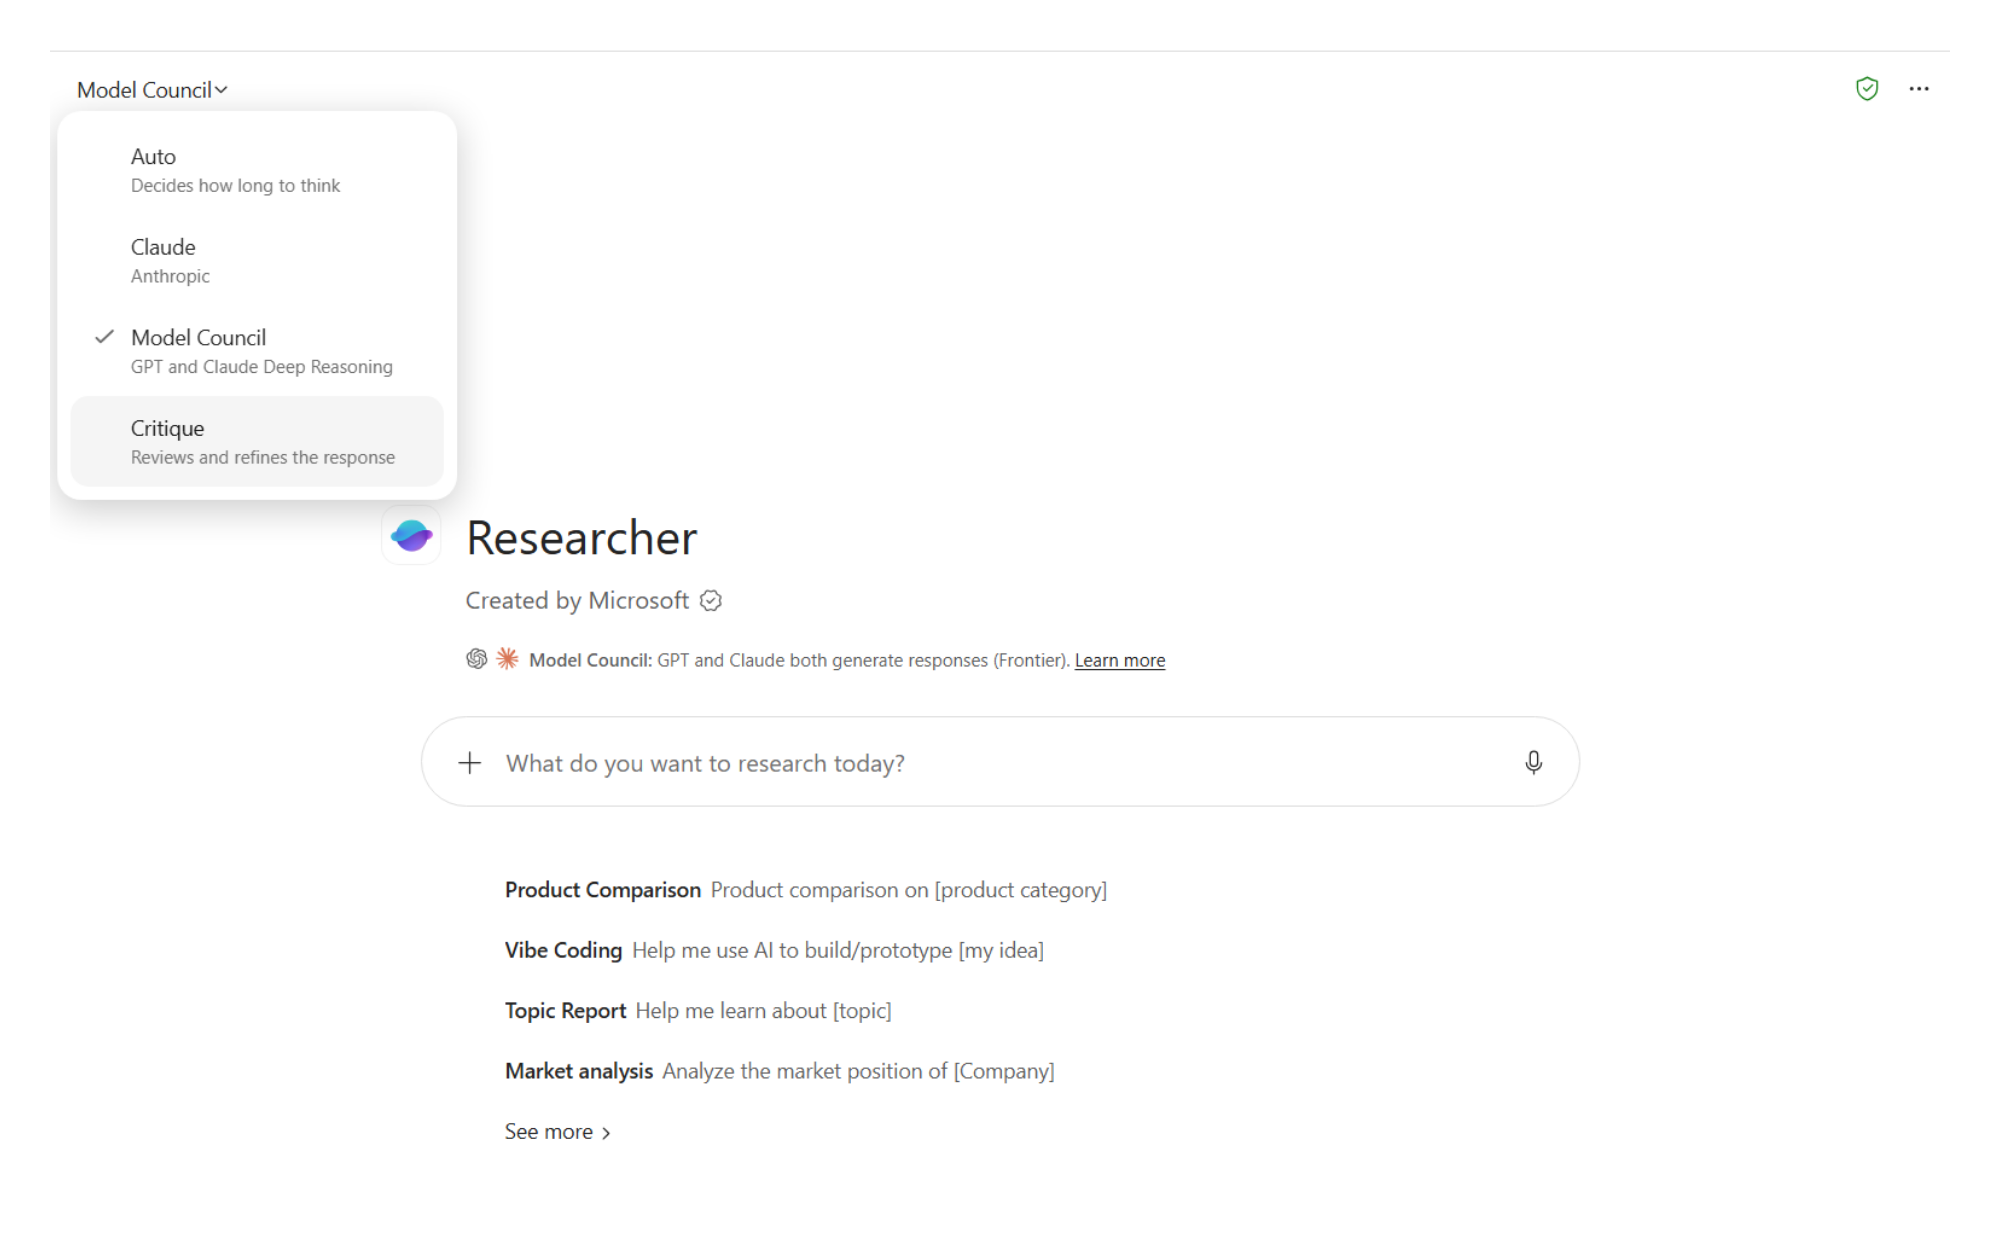 Model Council
Auto
Decides how long to think
Claude
Anthropic
Model Council
GPT and Claude Deep Reasoning
Critique
Reviews and refines the response
Researcher
Created by Microsoft
Model Council: GPT and Claude both generate responses (Frontier). Learn more
What do you want to research today?
Product Comparison Product comparison on [product category]
Vibe Coding Help me use AI to build/prototype [my idea]
Topic Report Help me learn about [topic]
Market analysis Analyze the market position of [Company]
See more